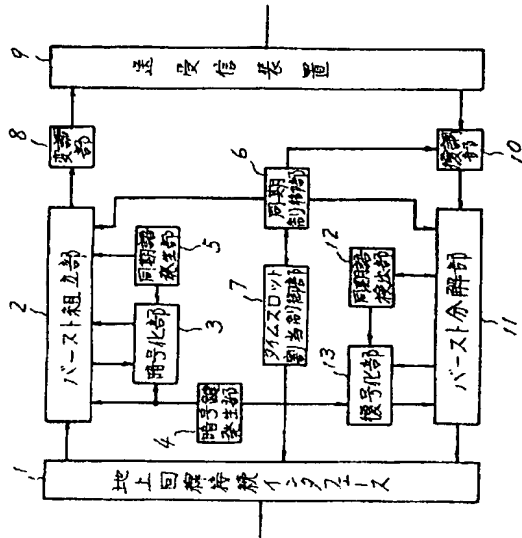 1
地上回線接続インタフェース
2
バースト組立部
3
暗号化部
4
暗号鍵
発生部
5
同期語
発生部
6
同期
制御部
7
タイムスロット
割当制御部
8
変調
部
9
送受信装置
10
復調
部
11
バースト分解部
12
同期語
検出部
13
復号化部